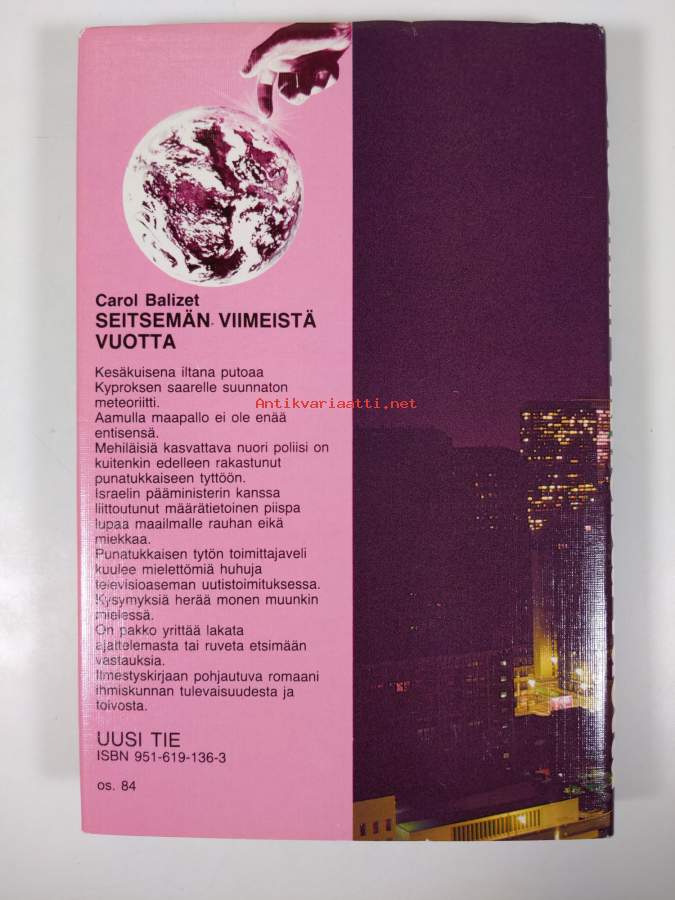 Carol Balizet
SEITSEMÄN VIIMEISTÄ
VUOTTA
Kesäkuisena iltana putoaa
Kyproksen saarelle suunnaton
meteoriitti.
Antikvariaatti.net
Aamulla maapallo ei ole enää
entisensä.
Mehiläisiä kasvattava nuori poliisi on
kuitenkin edelleen rakastunut
punatukkaiseen tyttöön.
Israelin pääministerin kanssa
liittoutunut määrätietoinen piispa
lupaa maailmalle rauhan eikä
miekkaa.
Punatukkaisen tytön toimittajaveli
kuulee mielettömiä huhuja
televisioaseman uutistoimituksessa.
Kysymyksiä herää monen muunkin
mielessä.
On pakko yrittää lakata
ajattelemasta tai ruveta etsimään
vastauksia.
Ilmestyskirjaan pohjautuva romaani
ihmiskunnan tulevaisuudesta ja
toivosta.
UUSI TIE
ISBN 951-619-136-3
os. 84